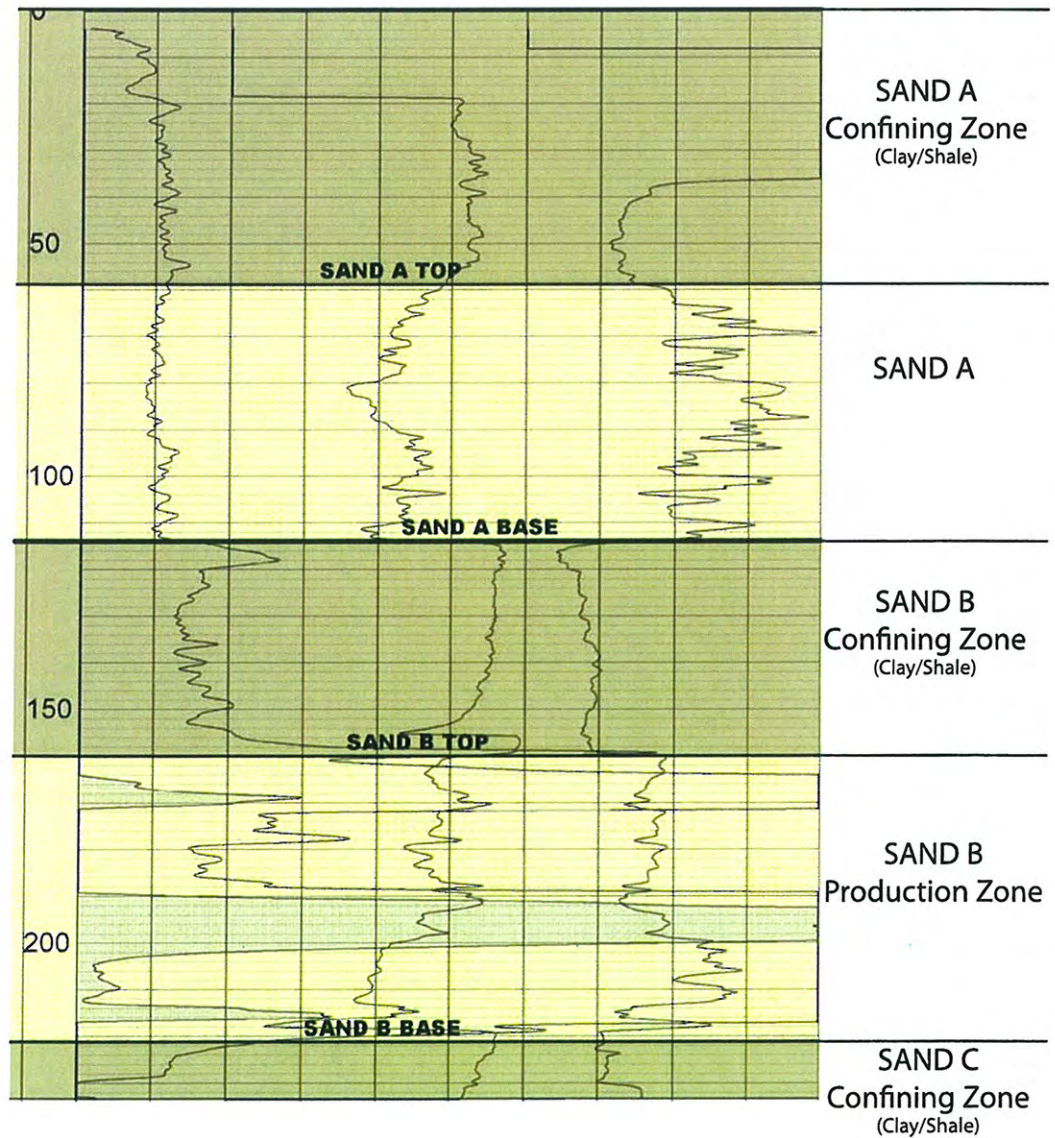 0
SAND A
Confining Zone
(Clay/Shale)
50
SAND A TOP
SAND A
100
SAND A BASE
SAND B
Confining Zone
(Clay/Shale)
150
SAND B TOP
SAND B
Production Zone
200
SAND B BASE
SAND C
Confining Zone
(Clay/Shale)